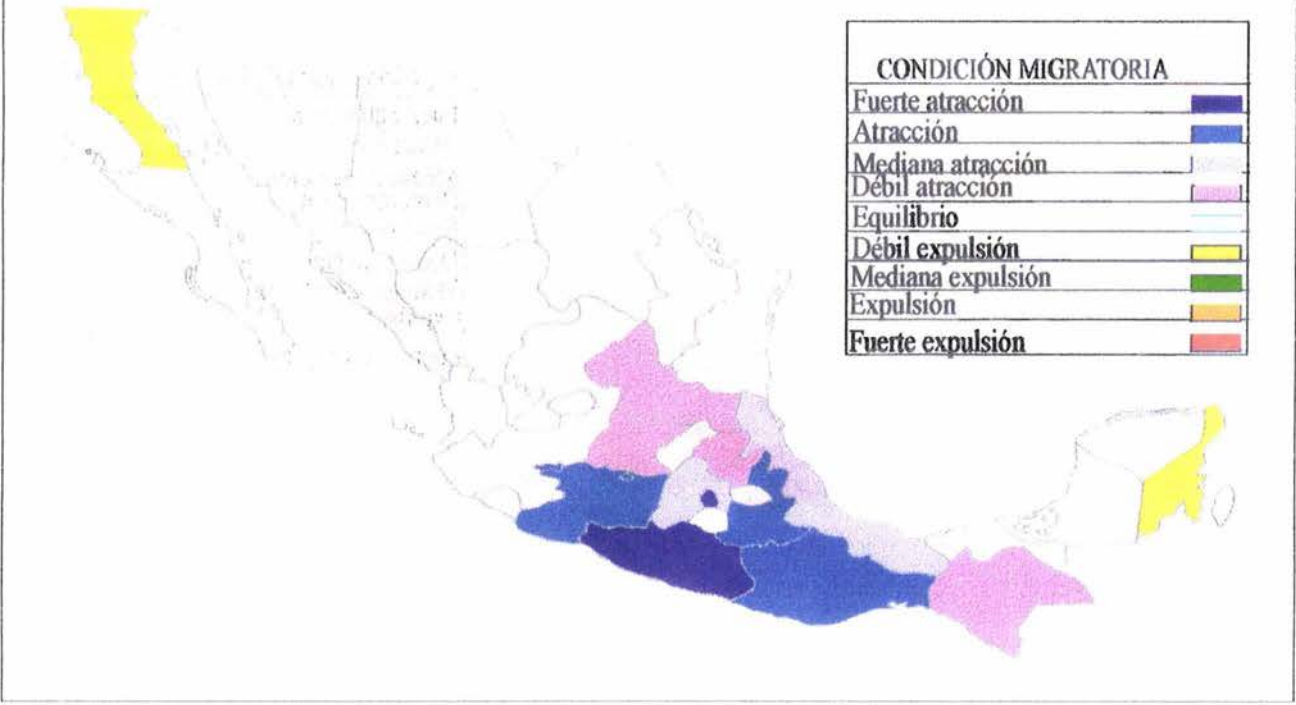 CONDICIÓN MIGRATORIA
Fuerte atracción
Atracción
Mediana atracción
Débil atracción
Equilibrio
Débil expulsión
Mediana expulsión
Expulsión
Fuerte expulsión